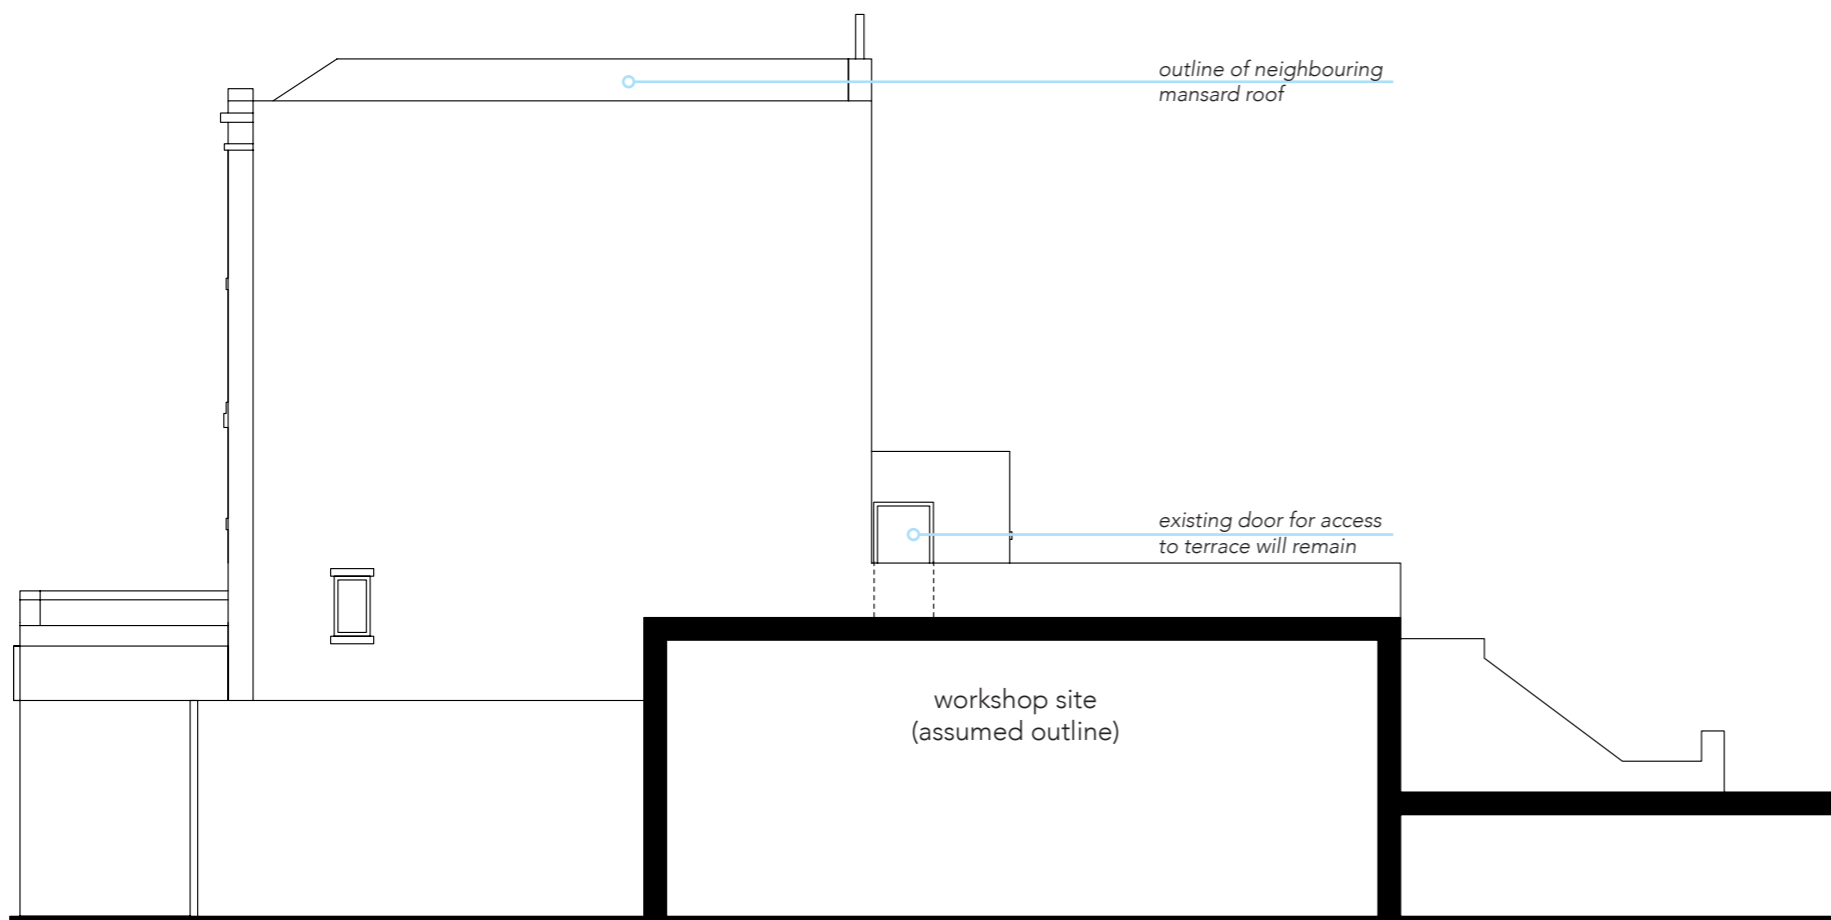 outline of neighbouring
mansard roof
existing door for access
to terrace will remain
workshop site
(assumed outline)